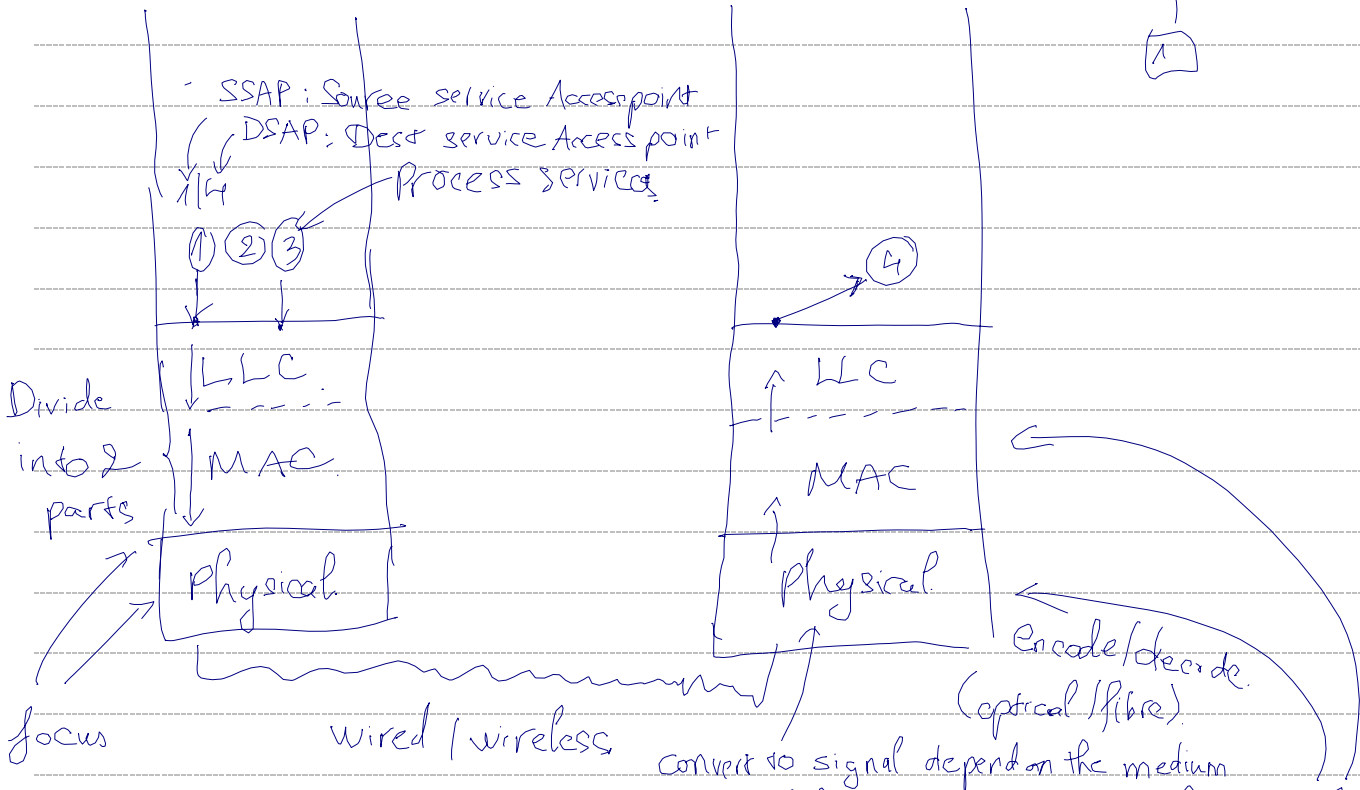 1
SSAP: Source service Access point
DSAP: Dest service Access point
1/4
Process services
1 2 3
4
LLC
LLC
Divide
into 2
parts
MAC
MAC
Physical
Physical
encode/decode
(optical/fibre)
focus
wired / wireless
convert to signal depend on the medium